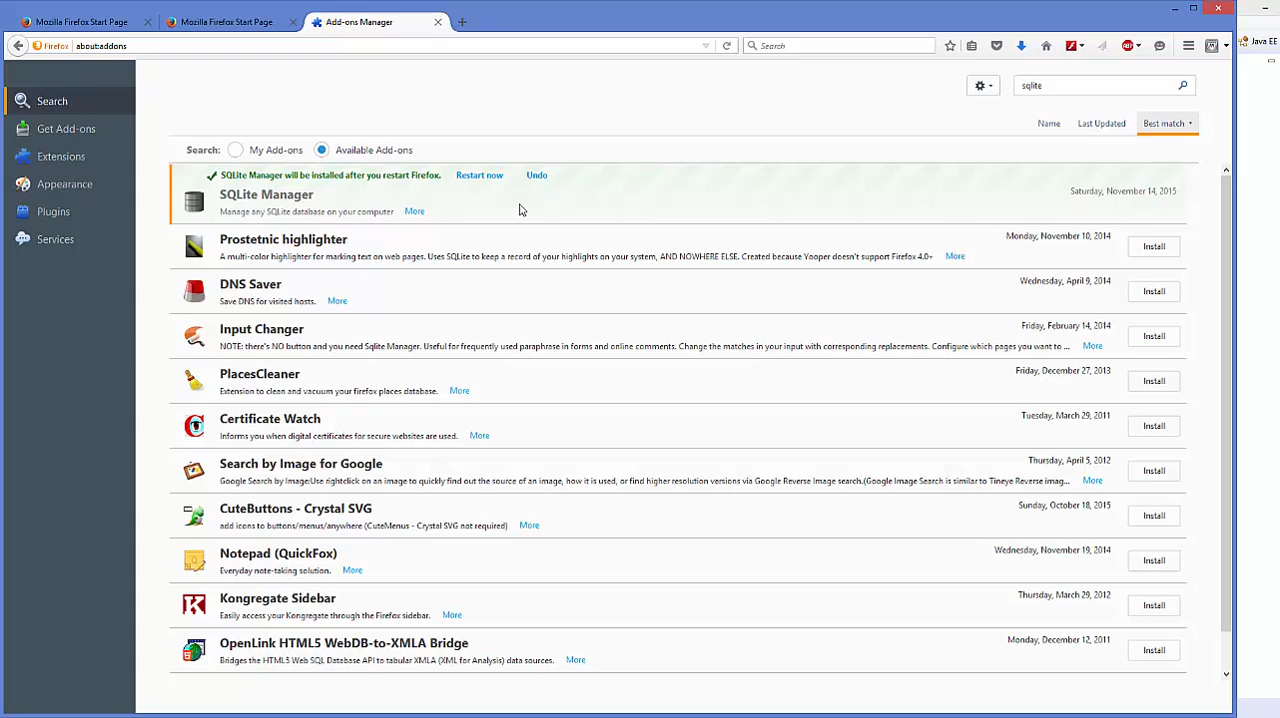 Mozilla Firefox Start Page
Mozilla Firefox Start Page
Add-ons Manager
Firefox about:addons
Search
ABP
Java EE
Search
Get Add-ons
Extensions
Appearance
Plugins
Services
sqlite
Name Last Updated Best match
Search: My Add-ons Available Add-ons
SQLite Manager will be installed after you restart Firefox. Restart now Undo
SQLite Manager
Saturday, November 14, 2015
Manage any SQLite database on your computer More
Prostetnic highlighter
Monday, November 10, 2014
Install
A multi-color highlighter for marking text on web pages. Uses SQLite to keep a record of your highlights on your system, AND NOWHERE ELSE. Created because Yooper doesn't support Firefox 4.0+ More
DNS Saver
Wednesday, April 9, 2014
Install
Save DNS for visited hosts. More
Input Changer
Friday, February 14, 2014
Install
NOTE: there's NO button and you need Sqlite Manager. Useful for frequently used paraphrase in forms and online comments. Change the matches in your input with corresponding replacements. Configure which pages you want to ... More
PlacesCleaner
Friday, December 27, 2013
Install
Extension to clean and vacuum your firefox places database. More
Certificate Watch
Tuesday, March 29, 2011
Install
Informs you when digital certificates for secure websites are used. More
Search by Image for Google
Thursday, April 5, 2012
Install
Google Search by Image:Use rightclick on an image to quickly find out the source of an image, how it is used, or find higher resolution versions via Google Reverse Image search.(Google Image Search is similar to Tineye Reverse imag... More
CuteButtons - Crystal SVG
Sunday, October 18, 2015
Install
add icons to buttons/menus/anywhere (CuteMenus - Crystal SVG not required) More
Notepad (QuickFox)
Wednesday, November 19, 2014
Install
Everyday note-taking solution. More
Kongregate Sidebar
Thursday, March 29, 2012
Install
Easily access your Kongregate through the Firefox sidebar. More
OpenLink HTML5 WebDB-to-XMLA Bridge
Monday, December 12, 2011
Install
Bridges the HTML5 Web SQL Database API to tabular XMLA (XML for Analysis) data sources. More